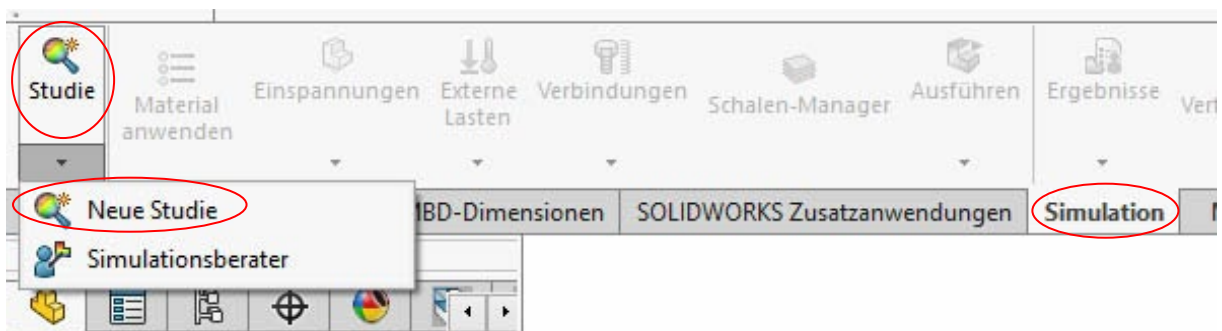 Studie
Material
anwenden
Einspannungen
Externe
Lasten
Verbindungen
Schalen-Manager
Ausführen
Ergebnisse
Neue Studie
Simulationsberater
MBD-Dimensionen
SOLIDWORKS Zusatzanwendungen
Simulation